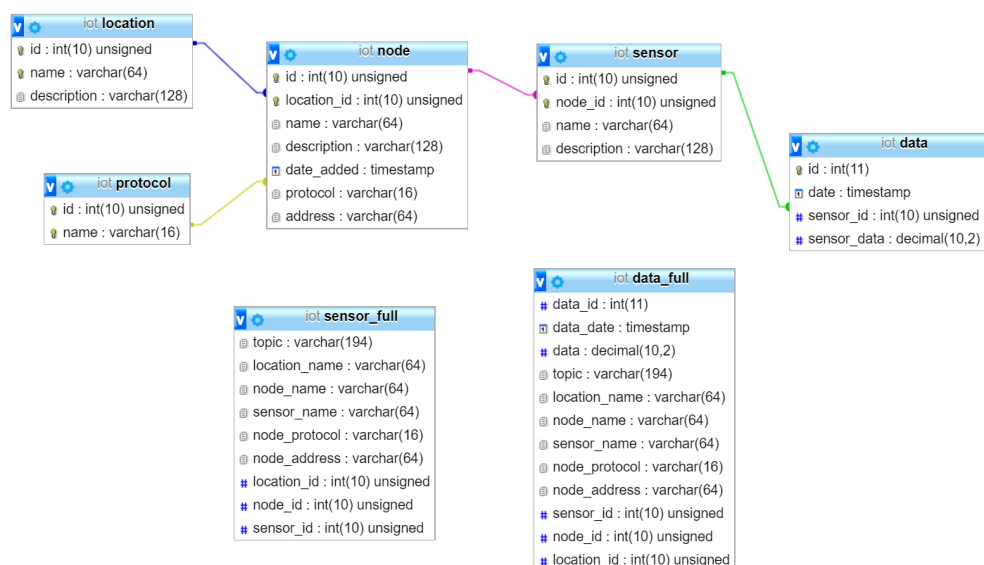 iot location
id : int(10) unsigned
name : varchar(64)
description : varchar(128)
iot node
id : int(10) unsigned
location_id : int(10) unsigned
name : varchar(64)
description : varchar(128)
date_added : timestamp
protocol : varchar(16)
address : varchar(64)
iot sensor
id : int(10) unsigned
node_id : int(10) unsigned
name : varchar(64)
description : varchar(128)
iot data
id : int(11)
date : timestamp
sensor_id : int(10) unsigned
sensor_data : decimal(10,2)
iot protocol
id : int(10) unsigned
name : varchar(16)
iot sensor_full
topic : varchar(194)
location_name : varchar(64)
node_name : varchar(64)
sensor_name : varchar(64)
node_protocol : varchar(16)
node_address : varchar(64)
location_id : int(10) unsigned
node_id : int(10) unsigned
sensor_id : int(10) unsigned
iot data_full
data_id : int(11)
data_date : timestamp
data : decimal(10,2)
topic : varchar(194)
location_name : varchar(64)
node_name : varchar(64)
sensor_name : varchar(64)
node_protocol : varchar(16)
node_address : varchar(64)
sensor_id : int(10) unsigned
node_id : int(10) unsigned
location_id : int(10) unsigned